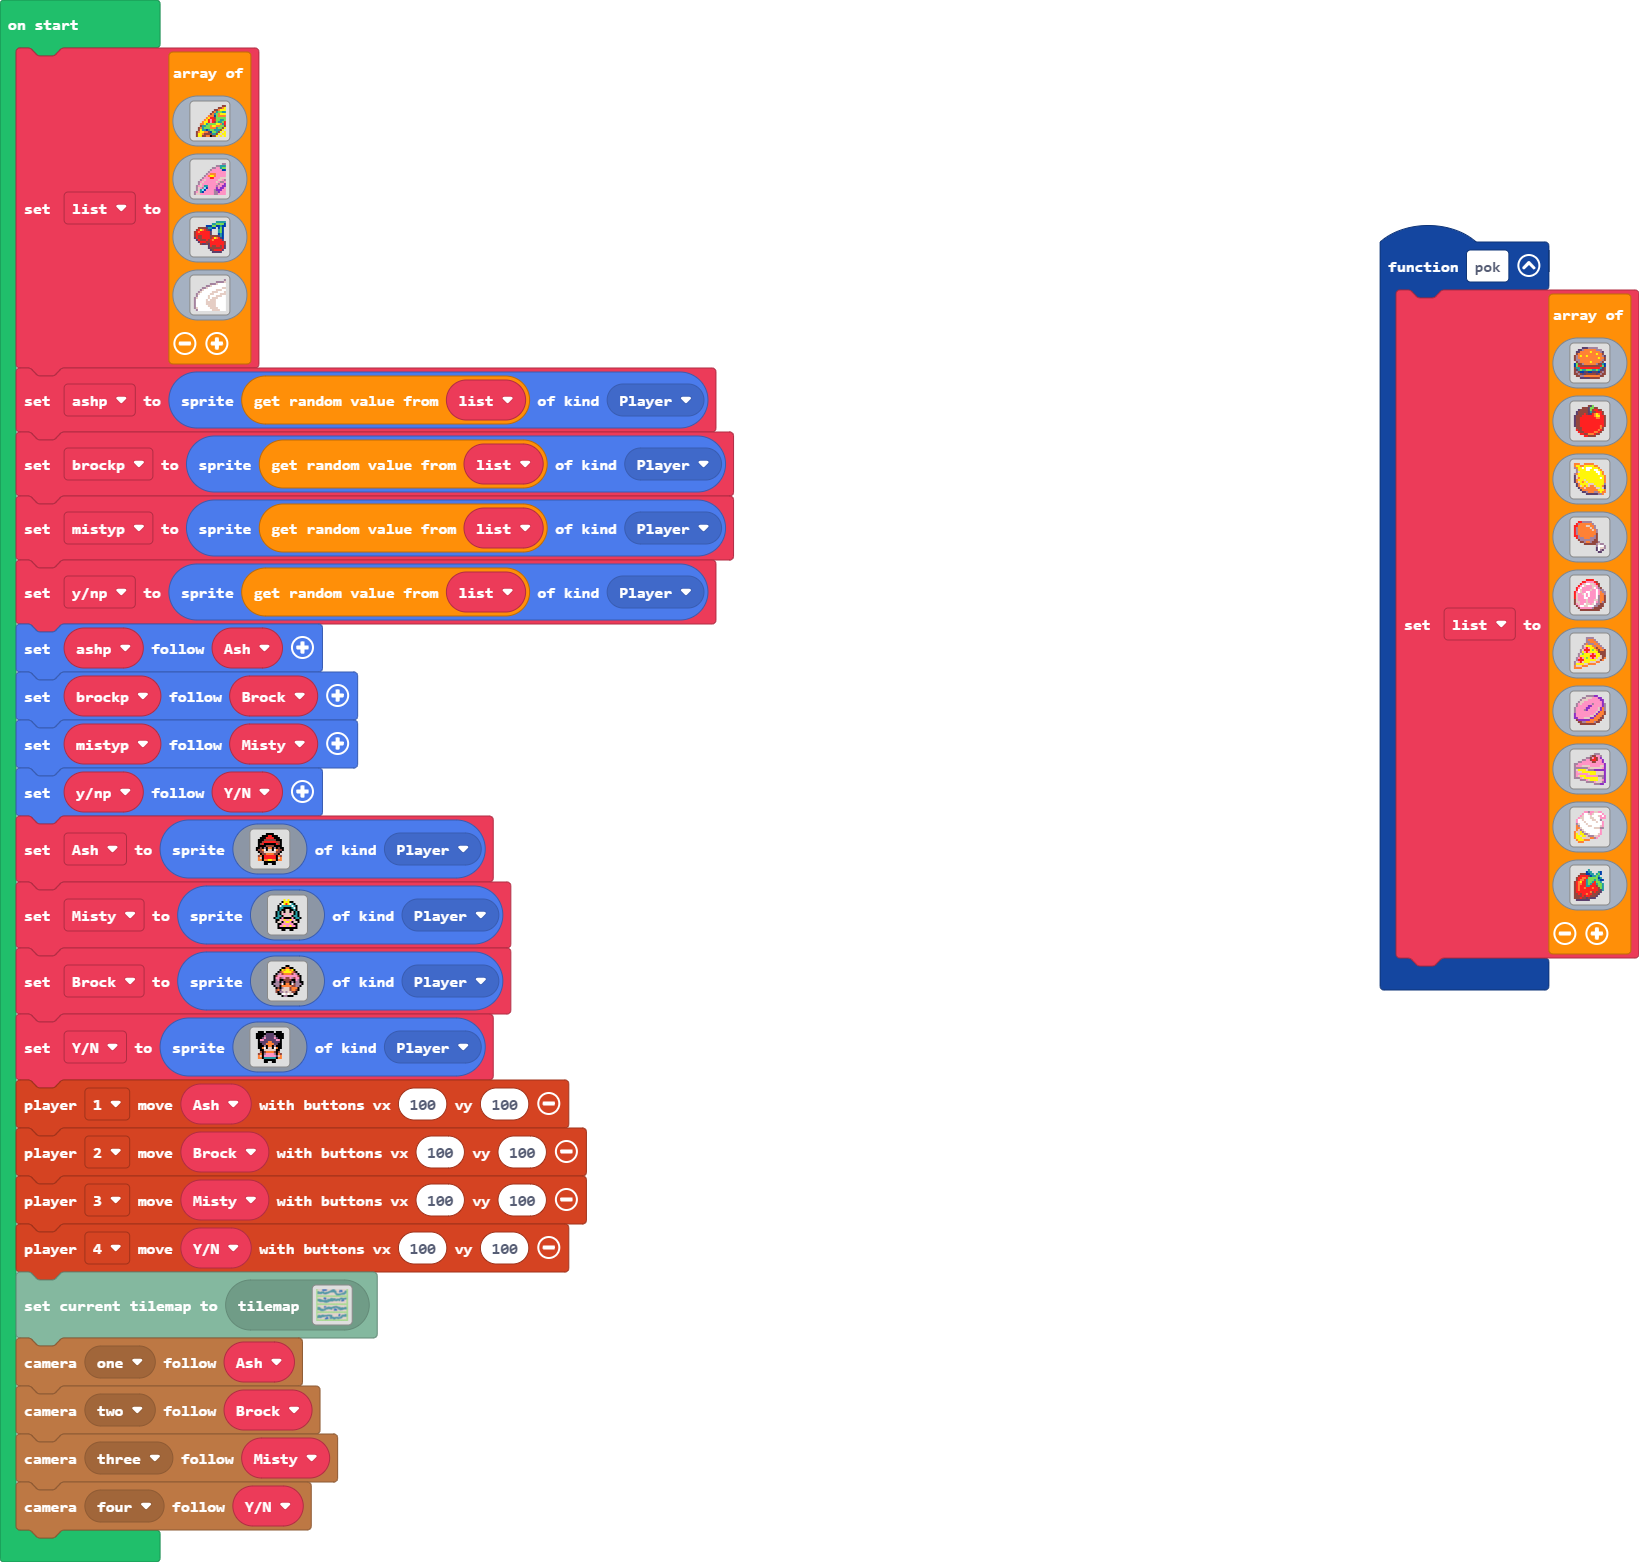 on start
array of
set list to
set ashp to sprite get random value from list of kind Player
set brockp to sprite get random value from list of kind Player
set mistyp to sprite get random value from list of kind Player
set y/np to sprite get random value from list of kind Player
set ashp follow Ash
set brockp follow Brock
set mistyp follow Misty
set y/np follow Y/N
set Ash to sprite of kind Player
set Misty to sprite of kind Player
set Brock to sprite of kind Player
set Y/N to sprite of kind Player
player 1 move Ash with buttons vx 100 vy 100
player 2 move Brock with buttons vx 100 vy 100
player 3 move Misty with buttons vx 100 vy 100
player 4 move Y/N with buttons vx 100 vy 100
set current tilemap to tilemap
camera one follow Ash
camera two follow Brock
camera three follow Misty
camera four follow Y/N
function pok
array of
set list to